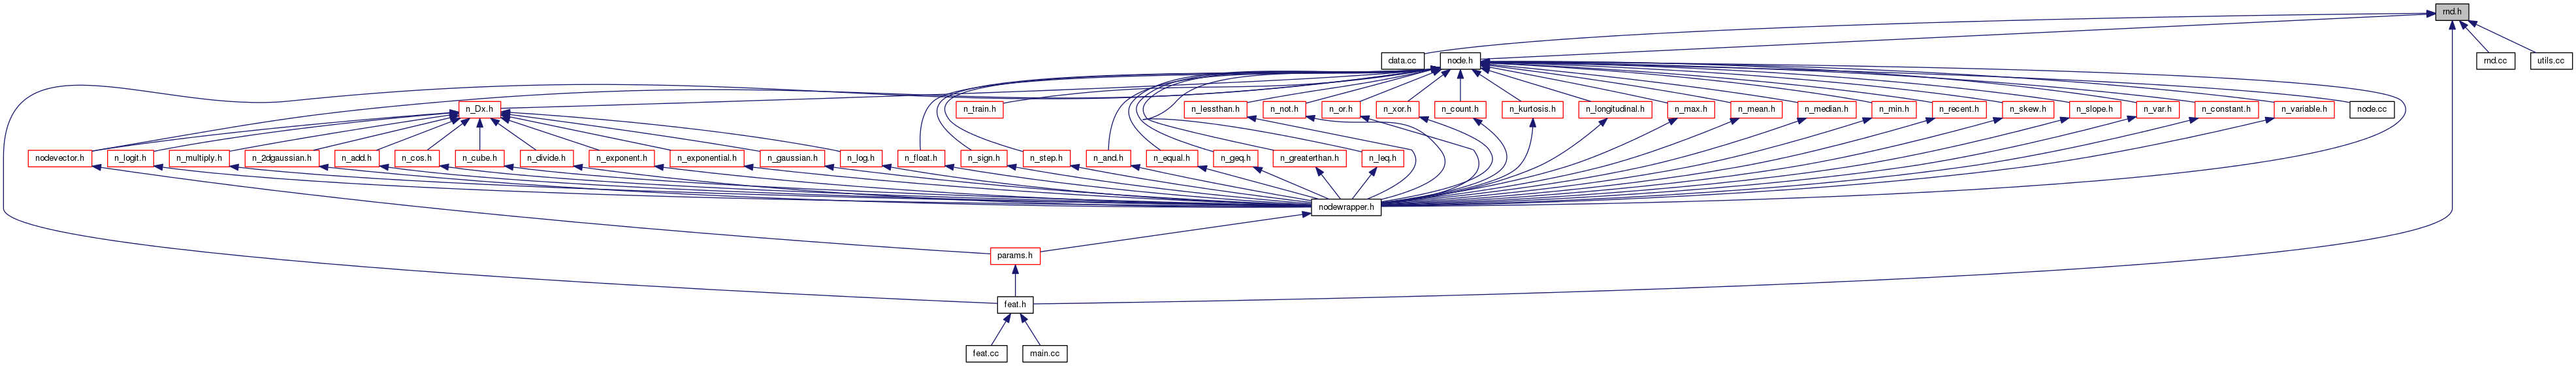 rnd.h
data.cc
node.h
rnd.cc
utils.cc
n_Dx.h
n_train.h
n_lessthan.h
n_not.h
n_or.h
n_xor.h
n_count.h
n_kurtosis.h
n_longitudinal.h
n_max.h
n_mean.h
n_median.h
n_min.h
n_recent.h
n_skew.h
n_slope.h
n_var.h
n_constant.h
n_variable.h
node.cc
nodevector.h
n_logit.h
n_multiply.h
n_2dgaussian.h
n_add.h
n_cos.h
n_cube.h
n_divide.h
n_exponent.h
n_exponential.h
n_gaussian.h
n_log.h
n_float.h
n_sign.h
n_step.h
n_and.h
n_equal.h
n_geq.h
n_greaterthan.h
n_leq.h
nodewrapper.h
params.h
feat.h
feat.cc
main.cc